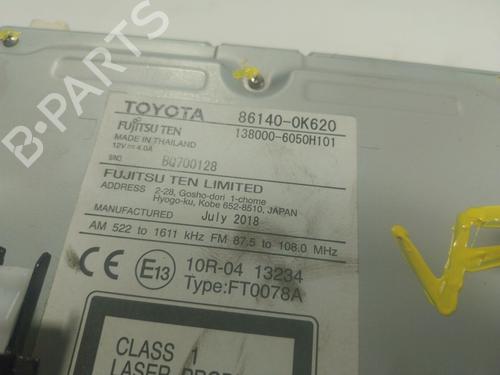 TOYOTA 86140-0K620
FUJITSU TEN 138000-6050H101
MADE IN THAILAND
12V ⎓ 4.0A
SNO BQ700128
FUJITSU TEN LIMITED
ADDRESS 2-28, Gosho-dori 1-chome
Hyogo-ku, Kobe 652-8510, JAPAN
MANUFACTURED July 2018
AM 522 to 1611 kHz FM 87.5 to 108.0 MHz
CE E13 10R-04 13234
Type:FT0078A
CLASS 1
LASER PROD